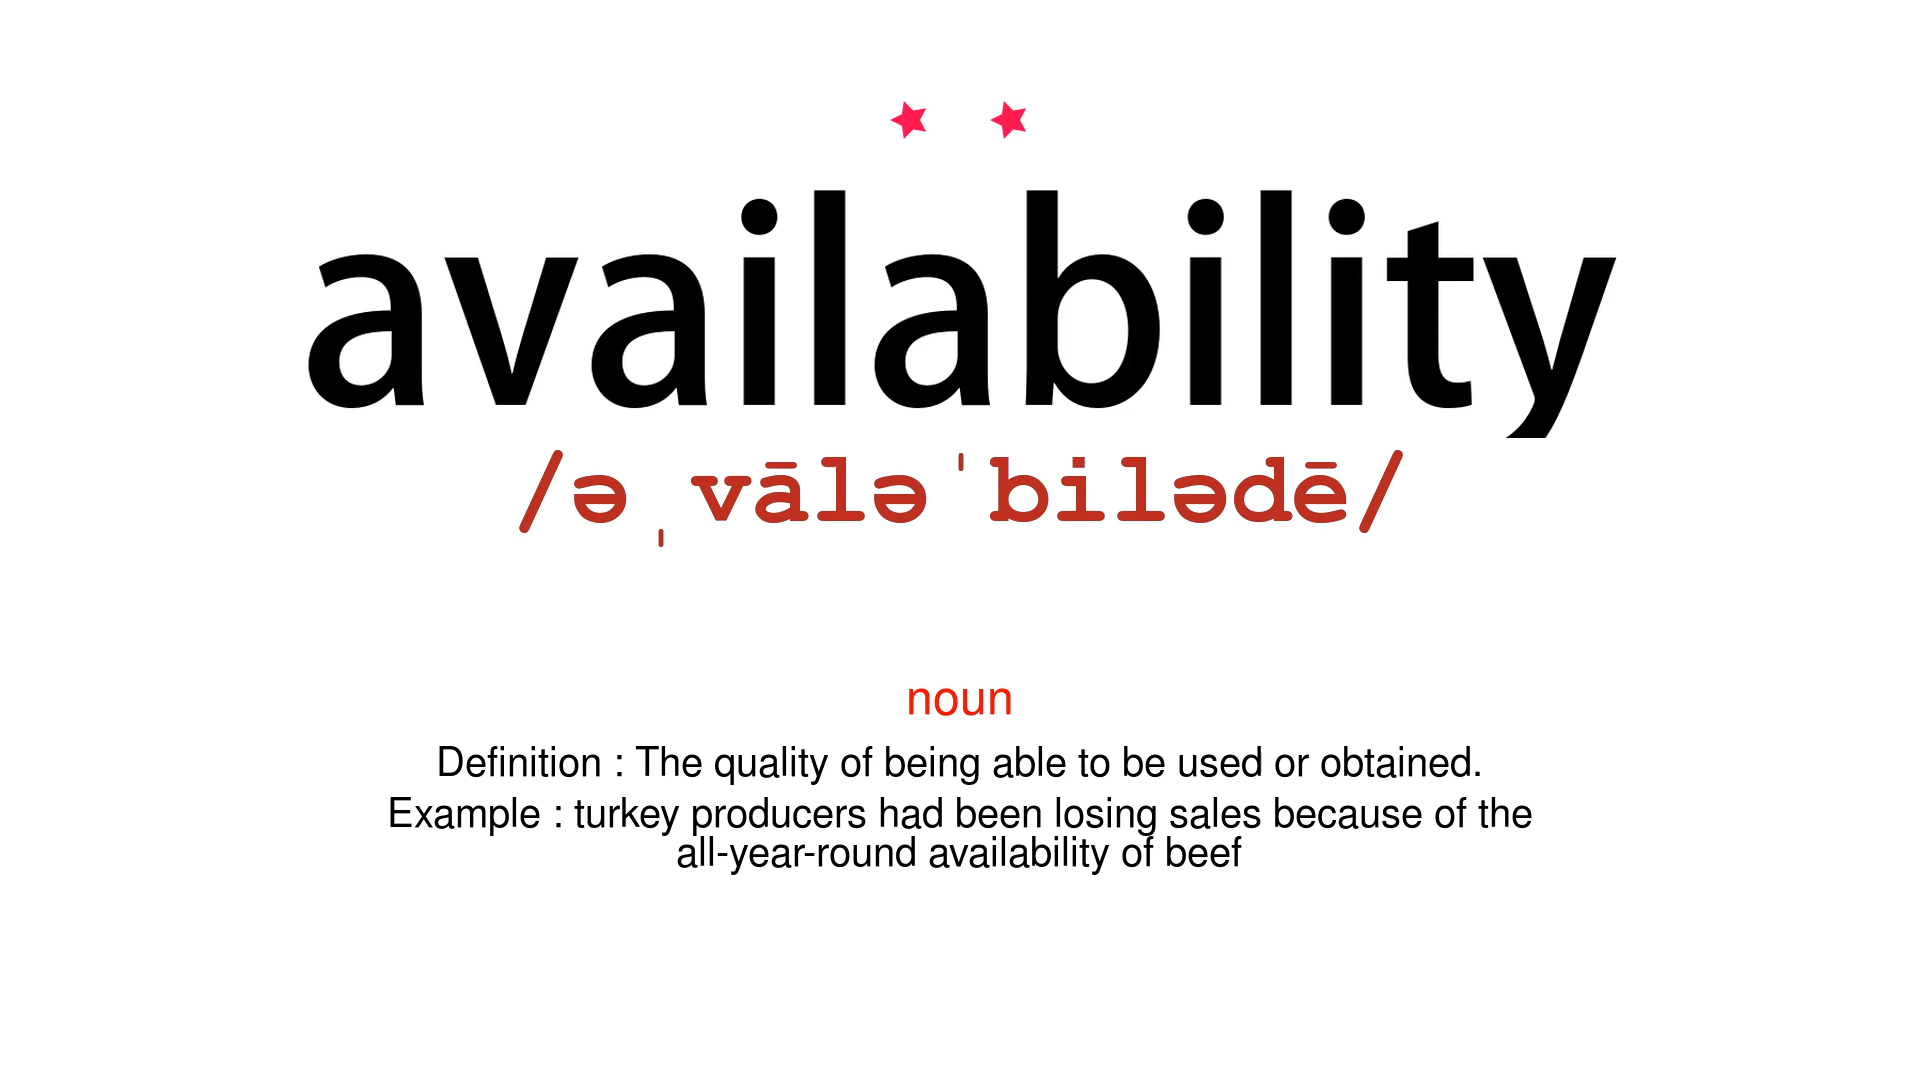 availability
/əˌvāləˈbilədē/
noun
Definition : The quality of being able to be used or obtained.
Example : turkey producers had been losing sales because of the
all-year-round availability of beef